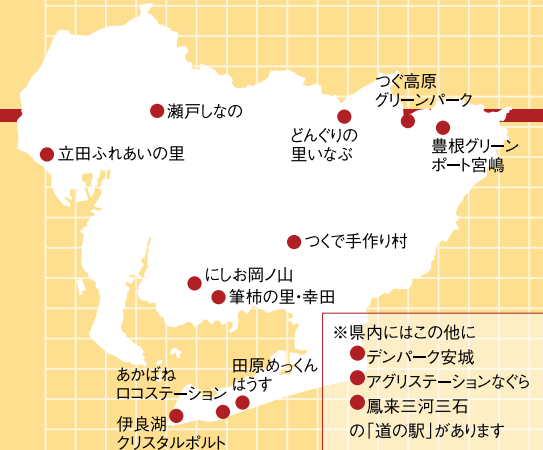 つぐ高原
グリーンパーク
瀬戸しなの
どんぐりの
里いなぶ
豊根グリーン
ポート宮嶋
立田ふれあいの里
つくで手作り村
にしお岡ノ山
筆柿の里・幸田
田原めっくん
はうす
あかばね
ロコステーション
伊良湖
クリスタルポルト
※県内にはこの他に
デンパーク安城
アグリステーションなぐら
鳳来三河三石
の「道の駅」があります